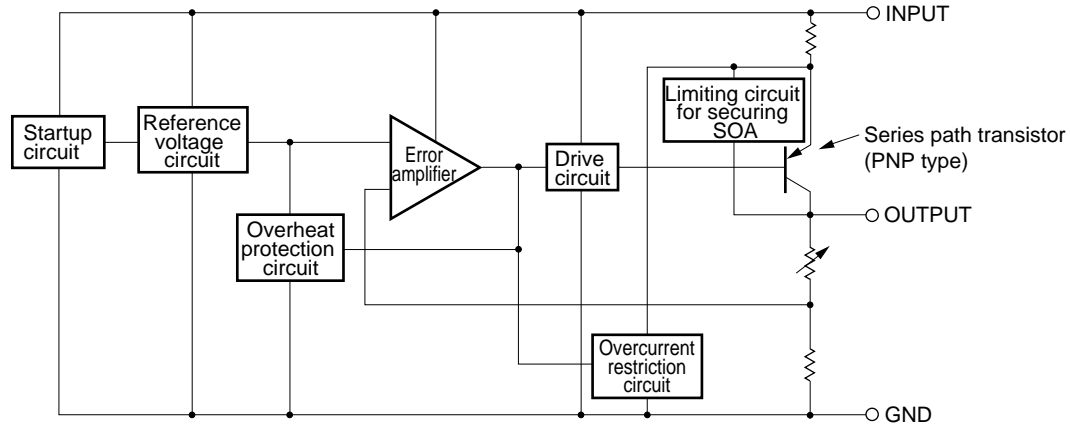 INPUT
Limiting circuit
for securing
SOA
Startup
circuit
Reference
voltage
circuit
Error
amplifier
Drive
circuit
Series path transistor
(PNP type)
OUTPUT
Overheat
protection
circuit
Overcurrent
restriction
circuit
GND